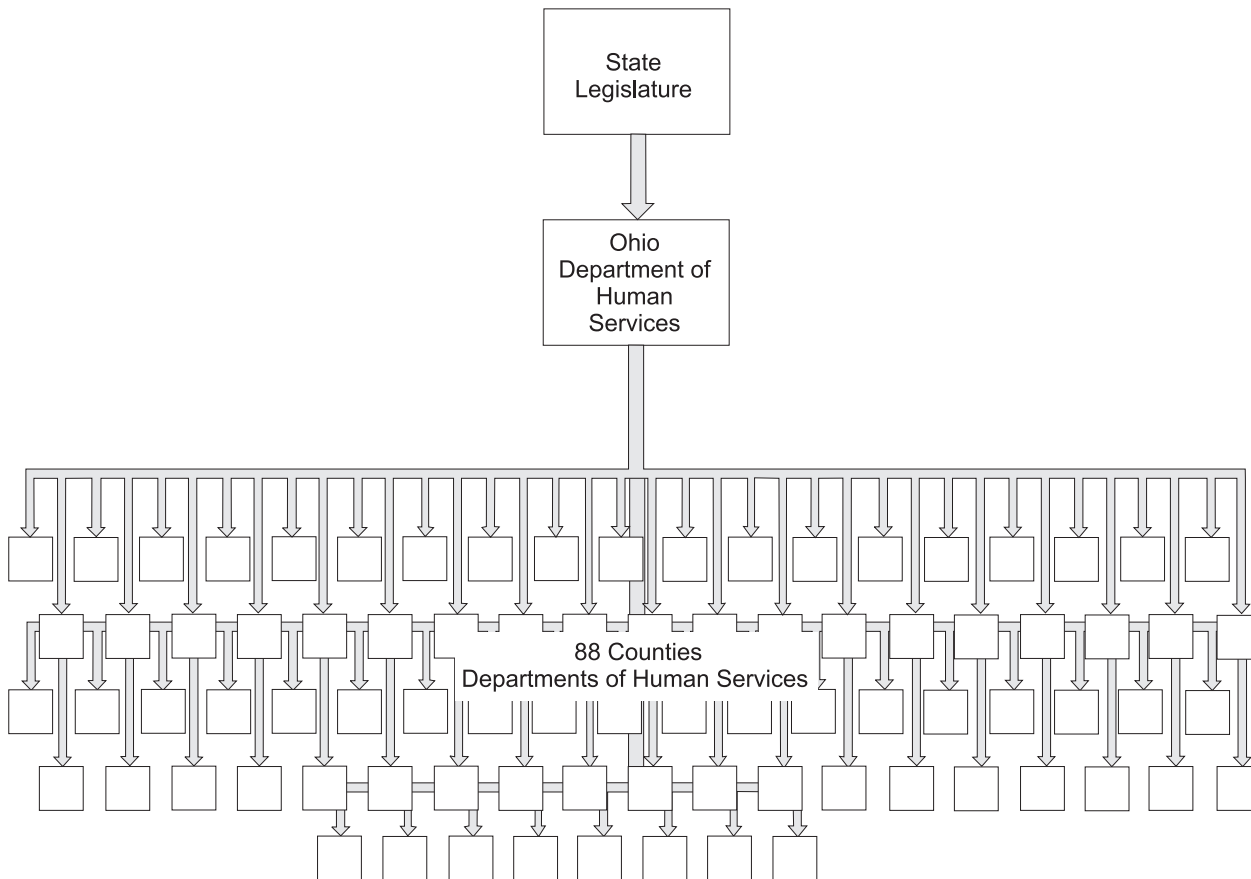 State
Legislature
Ohio
Department of
Human
Services
88 Counties
Departments of Human Services